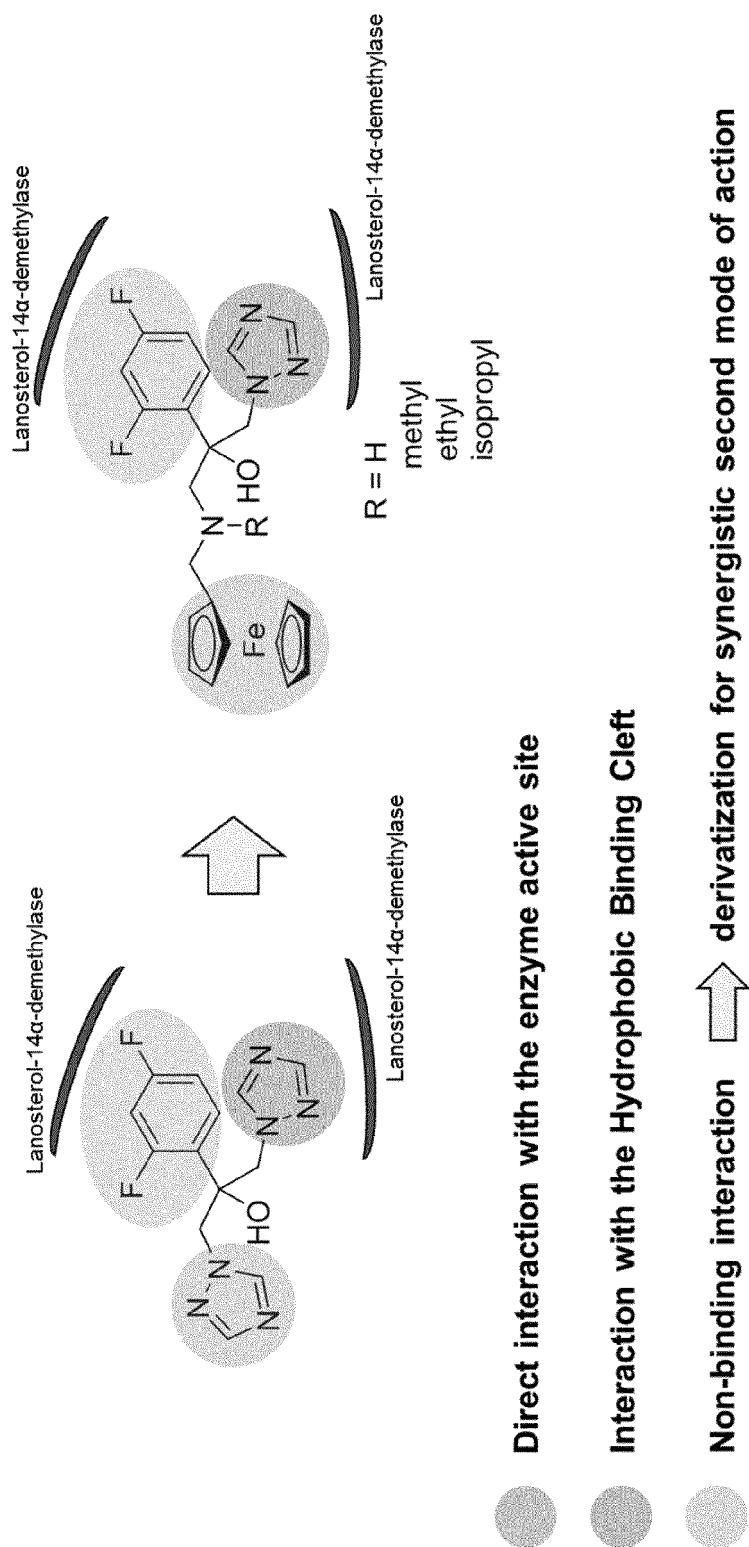 Lanosterol-14α-demethylase
F
F
N
N
N
HO
N
N
N
Lanosterol-14α-demethylase
Lanosterol-14α-demethylase
F
F
Fe
N
R
HO
N
N
N
Lanosterol-14α-demethylase
R = H
methyl
ethyl
isopropyl
Direct interaction with the enzyme active site
Interaction with the Hydrophobic Binding Cleft
Non-binding interaction derivatization for synergistic second mode of action